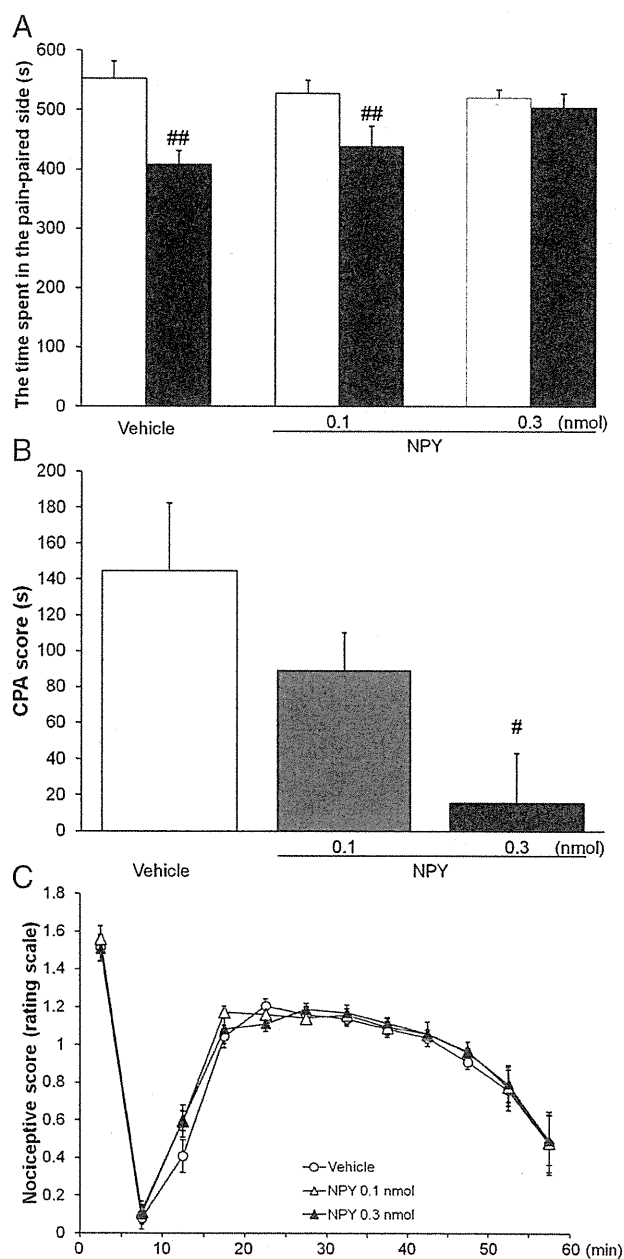 A
The time spent in the pain-paired side (s)
600
500
400
300
200
100
0
##
##
Vehicle
0.1
0.3
(nmol)
NPY
B
CPA score (s)
200
180
160
140
120
100
80
60
40
20
0
#
Vehicle
0.1
0.3
(nmol)
NPY
C
Nociceptive score (rating scale)
1.8
1.6
1.4
1.2
1
0.8
0.6
0.4
0.2
0
Vehicle
NPY 0.1 nmol
NPY 0.3 nmol
0 10 20 30 40 50 60 (min)